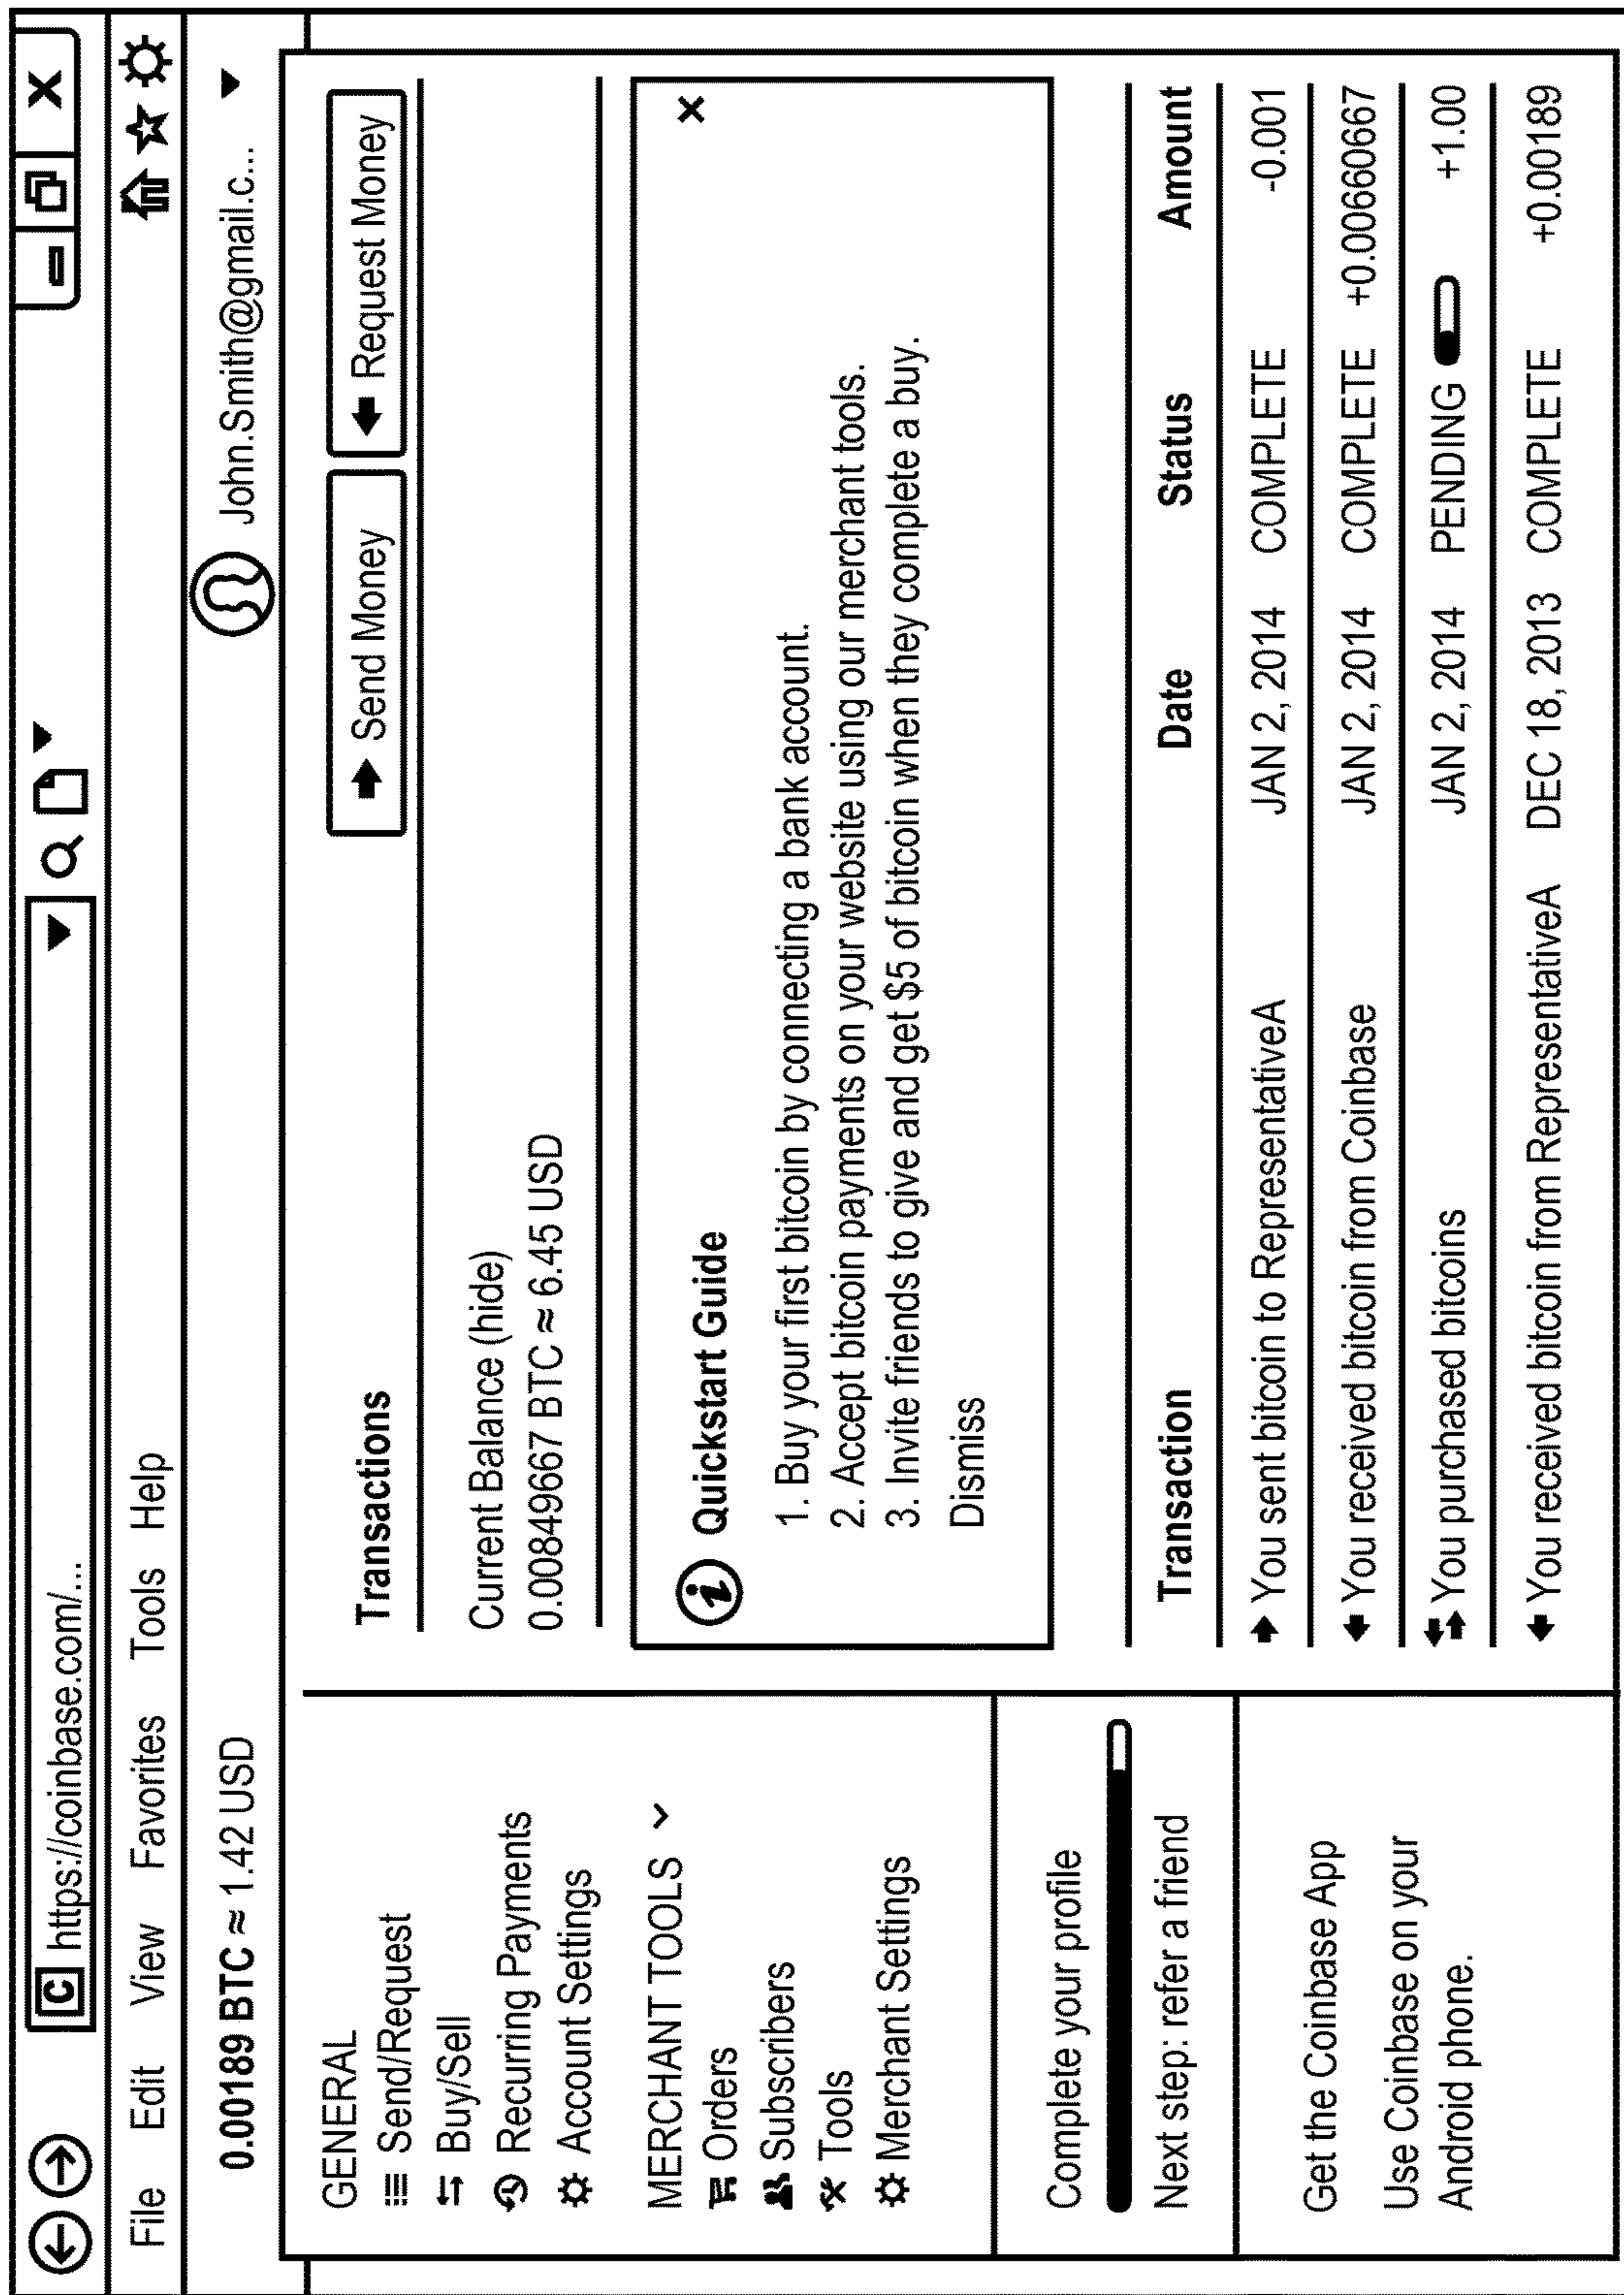 C https://coinbase.com/...
X
File Edit View Favorites Tools Help
0.00189 BTC ≈ 1.42 USD
John.Smith@gmail.c...
GENERAL
Send/Request
Buy/Sell
Recurring Payments
Account Settings
MERCHANT TOOLS
Orders
Subscribers
Tools
Merchant Settings
Complete your profile
Next step: refer a friend
Get the Coinbase App
Use Coinbase on your
Android phone.
Transactions
Send Money
Request Money
Current Balance (hide)
0.00849667 BTC ≈ 6.45 USD
i Quickstart Guide
x
1. Buy your first bitcoin by connecting a bank account.
2. Accept bitcoin payments on your website using our merchant tools.
3. Invite friends to give and get $5 of bitcoin when they complete a buy.
Dismiss
Transaction Date Status Amount
You sent bitcoin to RepresentativeA JAN 2, 2014 COMPLETE -0.001
You received bitcoin from Coinbase JAN 2, 2014 COMPLETE +0.00660667
You purchased bitcoins JAN 2, 2014 PENDING +1.00
You received bitcoin from RepresentativeA DEC 18, 2013 COMPLETE +0.00189